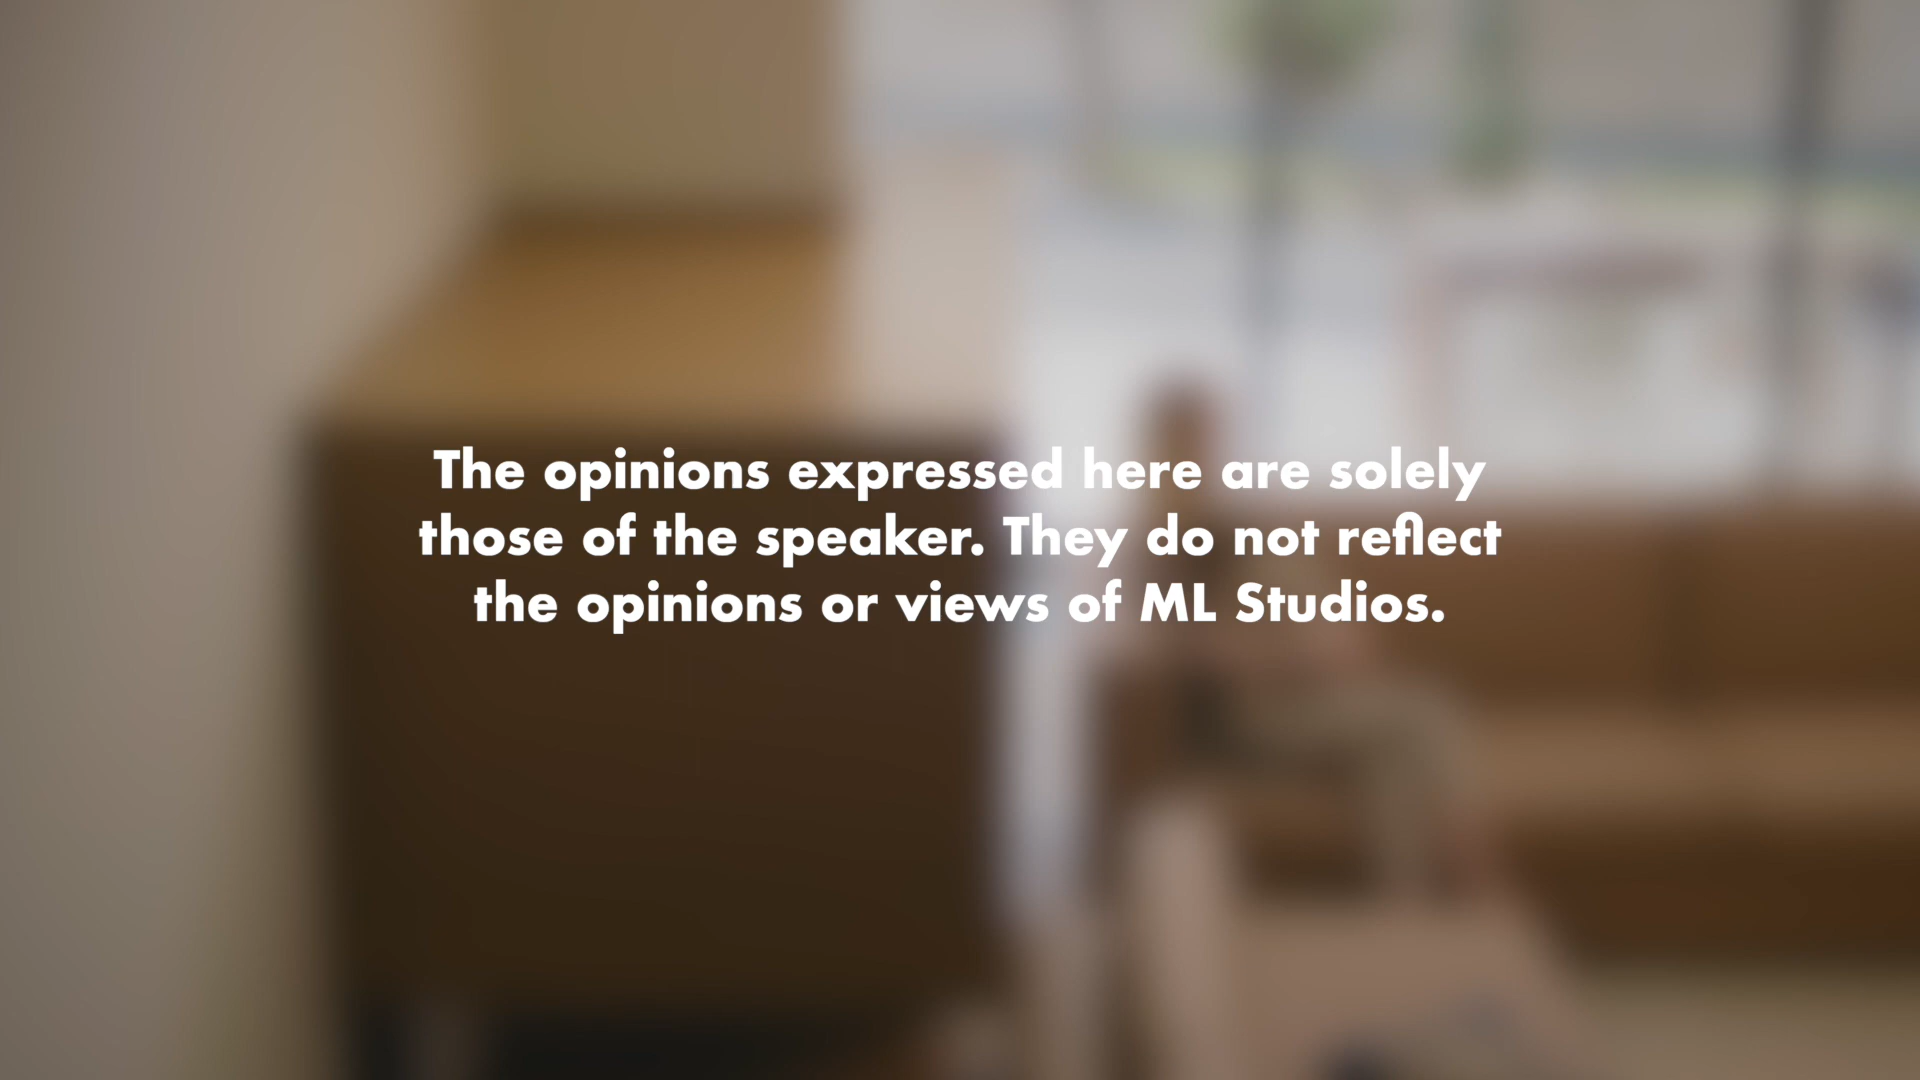 The opinions expressed here are solely
those of the speaker. They do not reflect
the opinions or views of ML Studios.